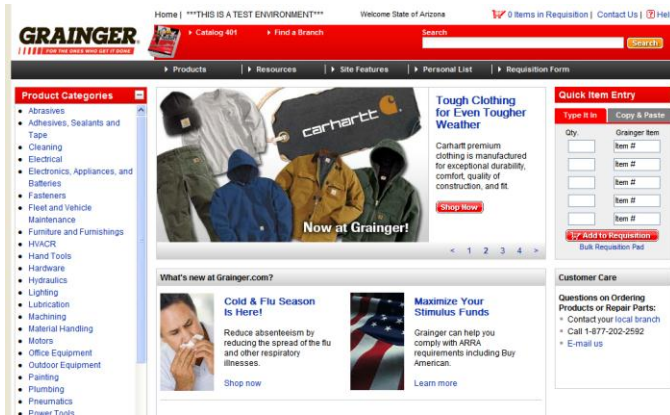 Home | ***THIS IS A TEST ENVIRONMENT***
Welcome State of Arizona
0 Items in Requisition | Contact Us | Hel
GRAINGER
FOR THE ONES WHO GET IT DONE
Catalog 401
Find a Branch
Search
Search
Products | Resources | Site Features | Personal List | Requisition Form
Product Categories
Abrasives
Adhesives, Sealants and
Tape
Cleaning
Electrical
Electronics, Appliances, and
Batteries
Fasteners
Fleet and Vehicle
Maintenance
Furniture and Furnishings
HVACR
Hand Tools
Hardware
Hydraulics
Lighting
Lubrication
Machining
Material Handling
Motors
Office Equipment
Outdoor Equipment
Painting
Plumbing
Pneumatics
Power Tools
carhartt
Now at Grainger!
Tough Clothing
for Even Tougher
Weather
Carhartt premium
clothing is manufactured
for exceptional durability,
comfort, quality of
construction, and fit.
Shop Now
< 1 2 3 4 >
Quick Item Entry
Type It In
Copy & Paste
Qty. Grainger Item
Item #
Item #
Item #
Item #
Item #
Add to Requisition
Bulk Requisition Pad
What's new at Grainger.com?
Cold & Flu Season
Is Here!
Reduce absenteeism by
reducing the spread of the flu
and other respiratory
illnesses.
Shop now
Maximize Your
Stimulus Funds
Grainger can help you
comply with ARRA
requirements including Buy
American.
Learn more
Customer Care
Questions on Ordering
Products or Repair Parts:
Contact your local branch
Call 1-877-202-2592
E-mail us